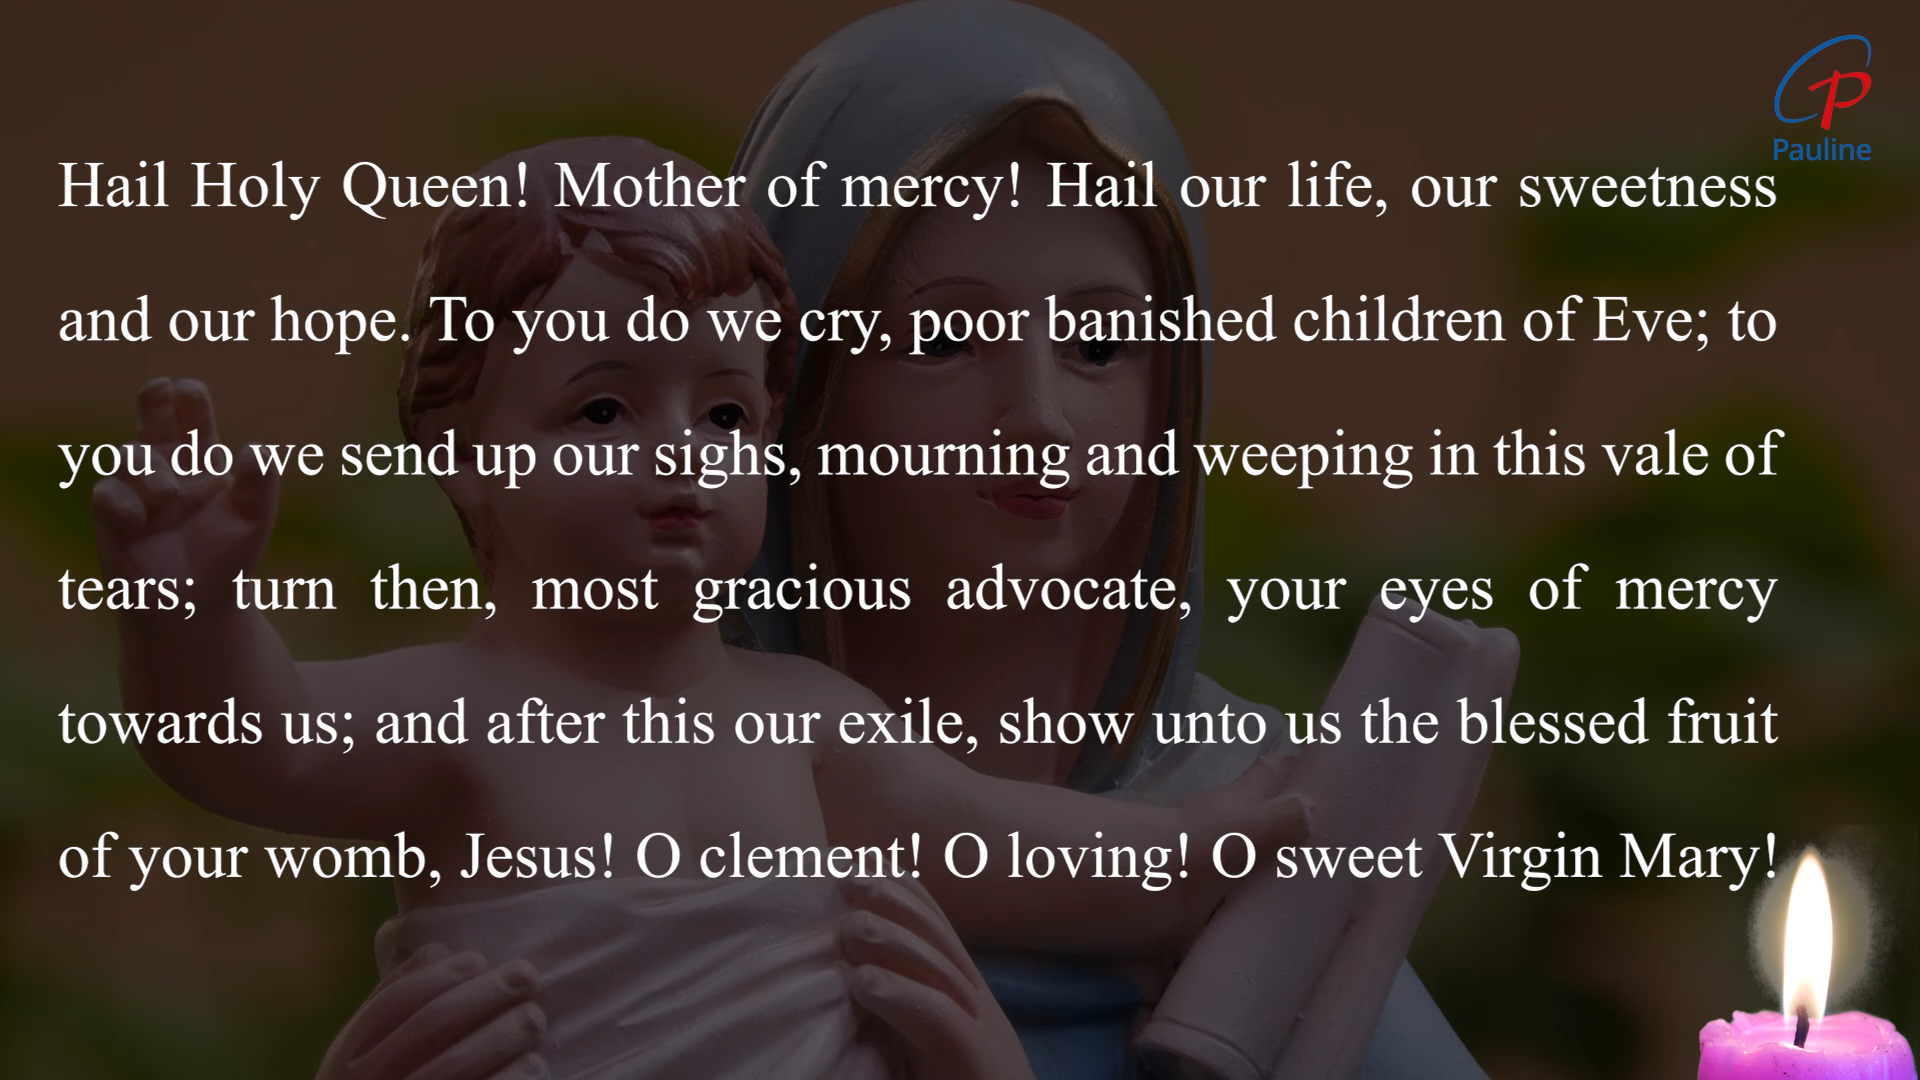 Pauline
Hail Holy Queen! Mother of mercy! Hail our life, our sweetness
and our hope. To you do we cry, poor banished children of Eve; to
you do we send up our sighs, mourning and weeping in this vale of
tears; turn then, most gracious advocate, your eyes of mercy
towards us; and after this our exile, show unto us the blessed fruit
of your womb, Jesus! O clement! O loving! O sweet Virgin Mary!